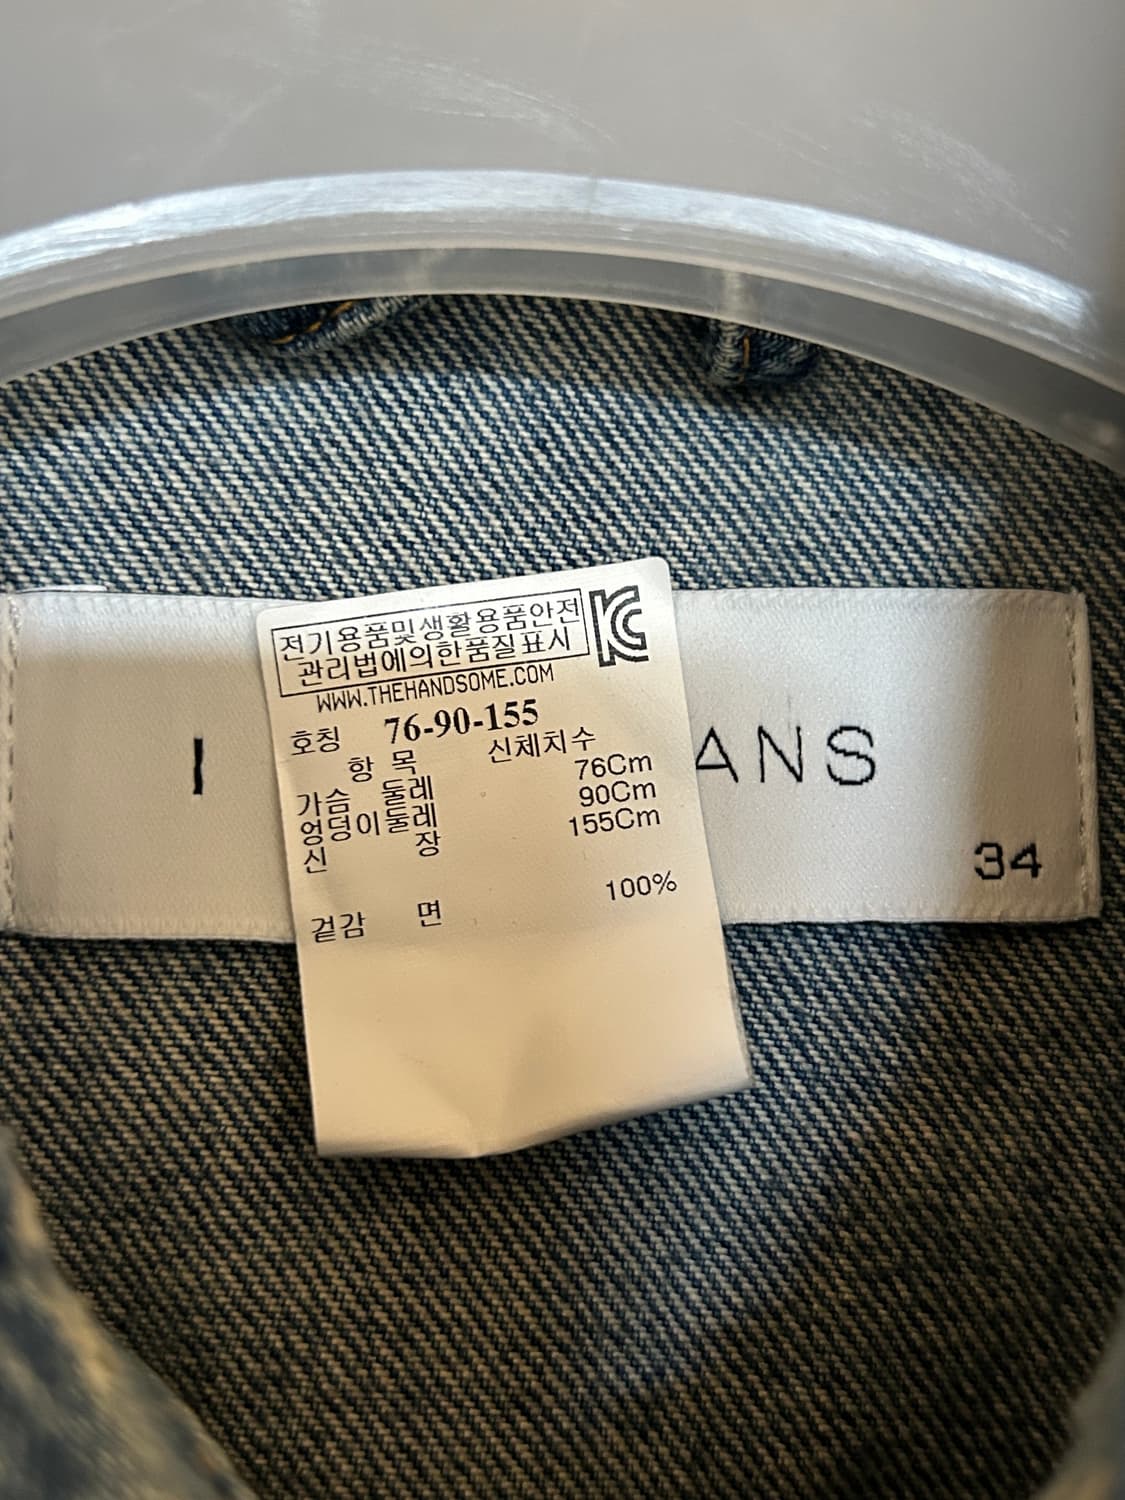 전기용품및생활용품안전
관리법에의한품질표시
WWW.THEHANDSOME.COM
호칭 76-90-155
항 목 신체치수
가슴 둘레 76Cm
엉덩이둘레 90Cm
신 장 155Cm
겉감 면 100%
I ANS
34